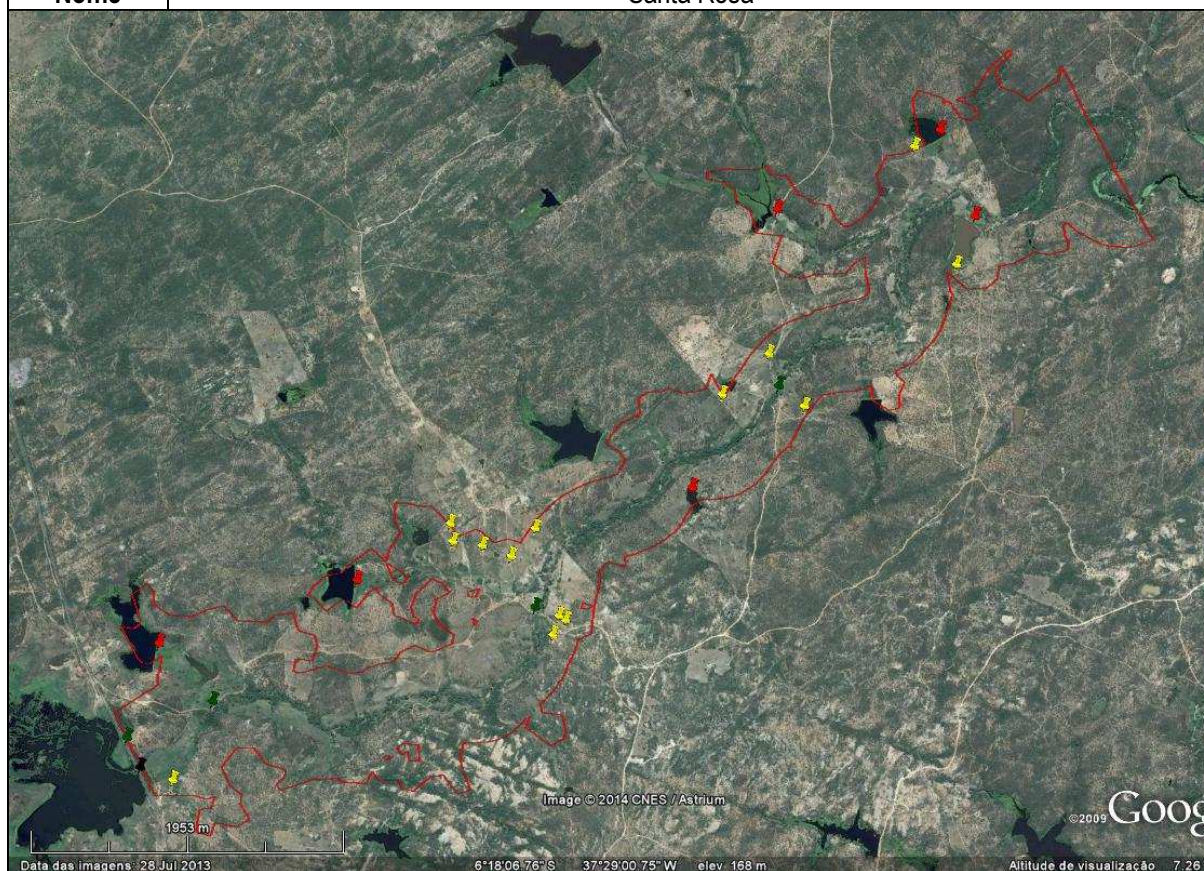 Nome Santa Rosa
Image © 2014 CNES / Astrium
©2009 Goog
1953 m
Data das imagens: 28 Jul 2013 6°18'06.76" S 37°29'00.75" W elev 168 m Altitude de visualização 7.26